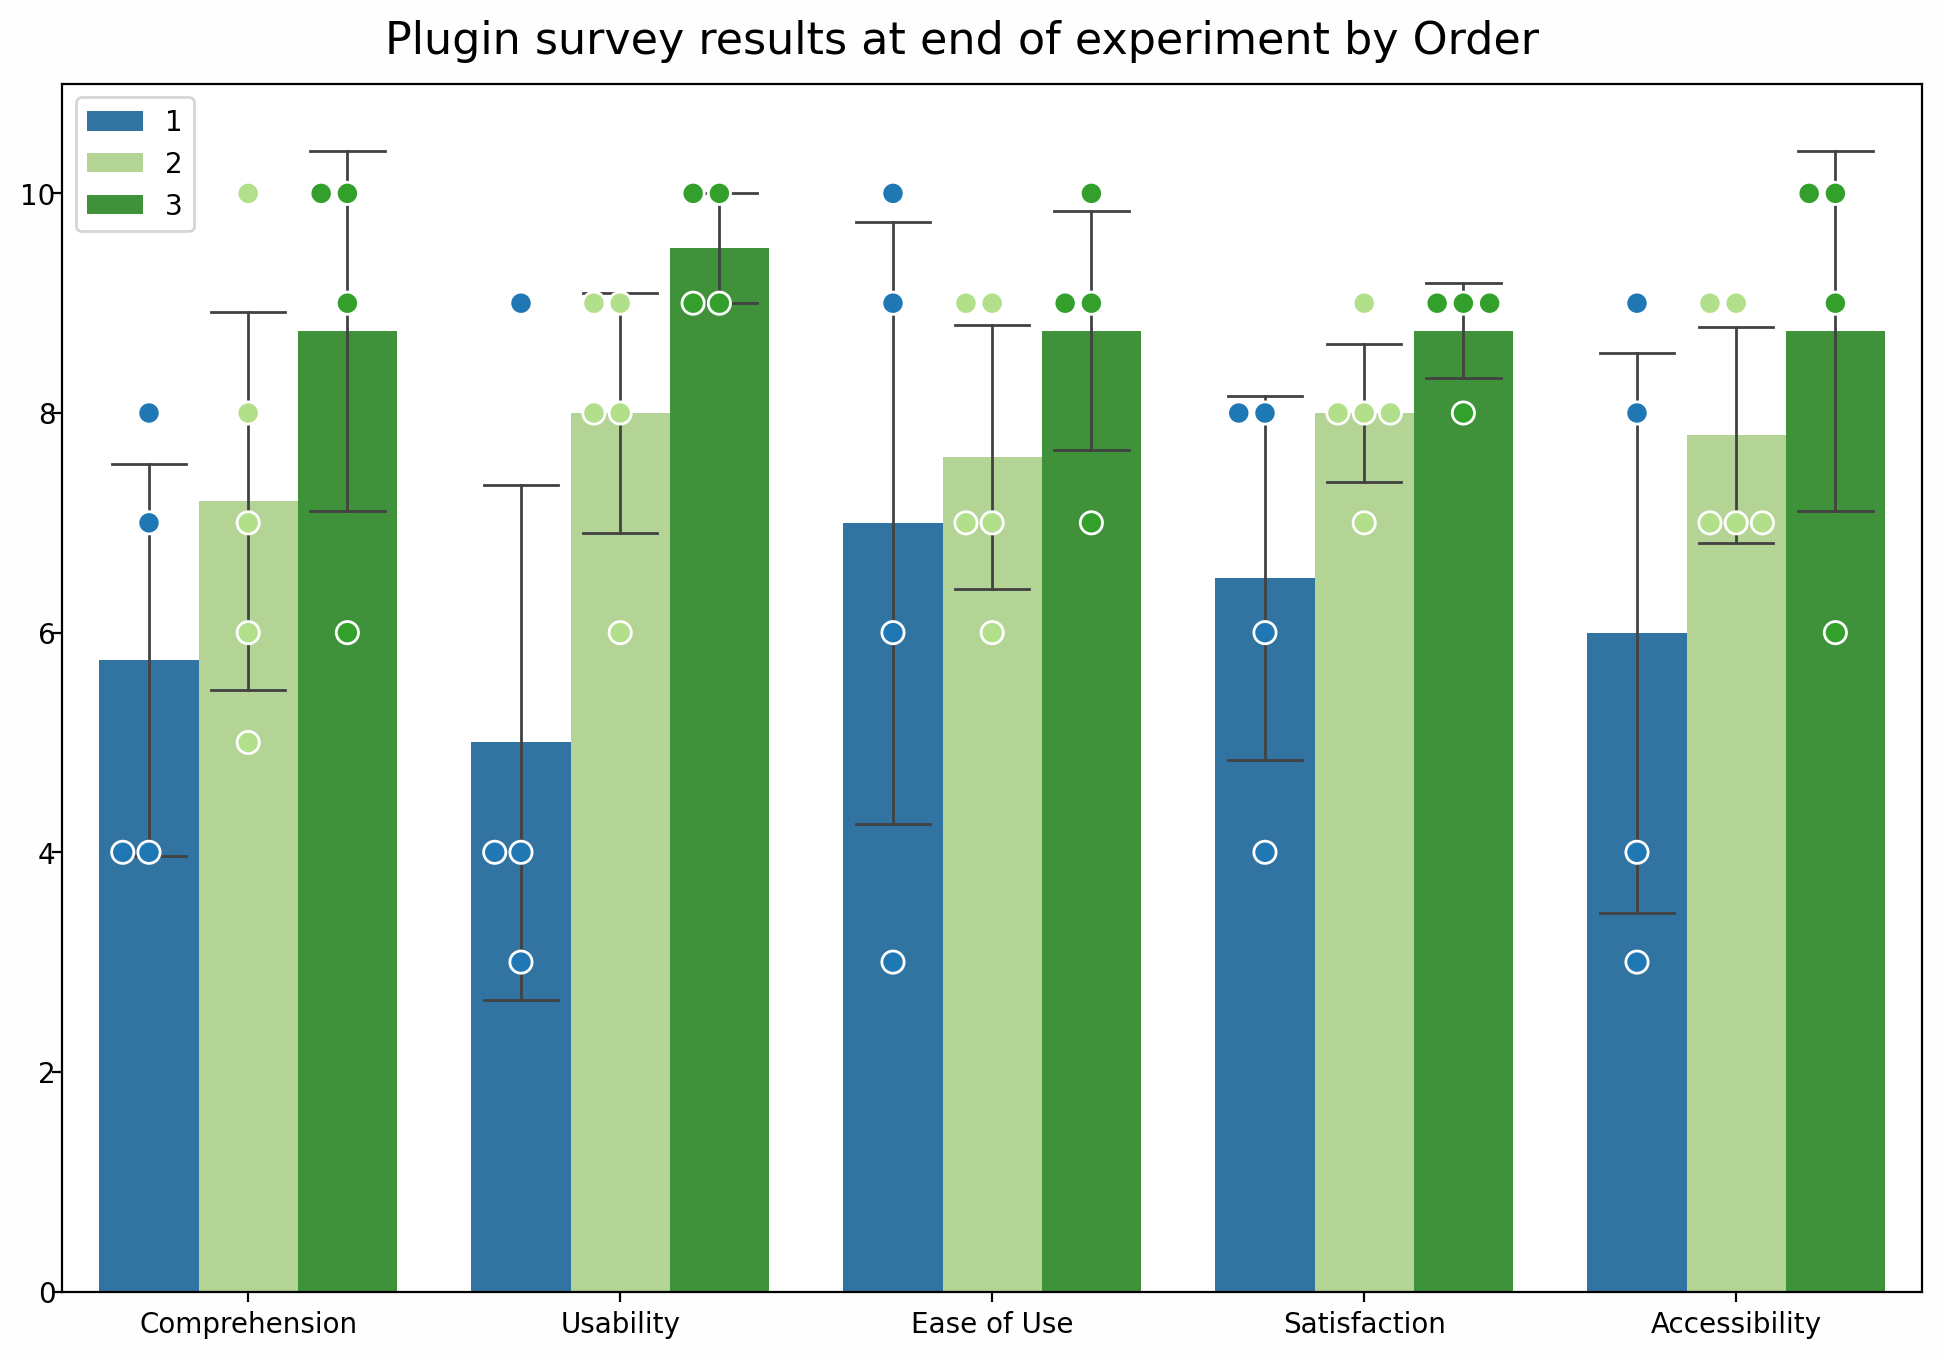 Plugin survey results at end of experiment by Order
1
2
3
10
8
6
4
2
0
Comprehension
Usability
Ease of Use
Satisfaction
Accessibility